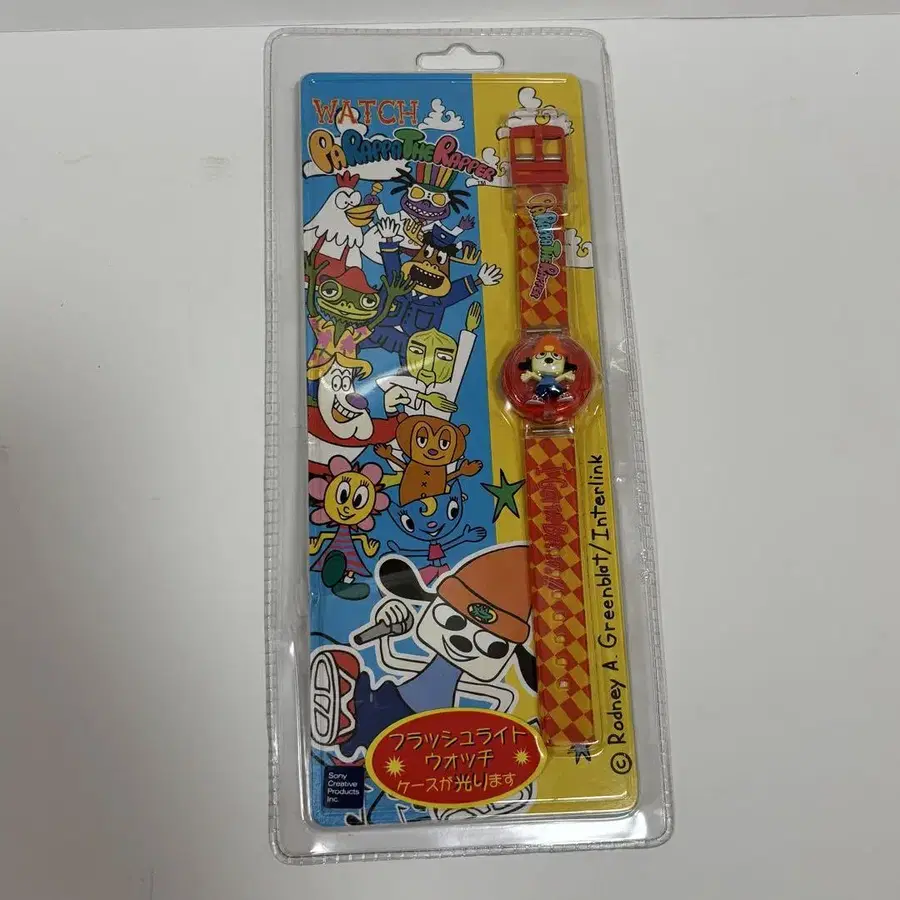 WATCH
PARAPPA THE RAPPER
TM
PARAPPA THE RAPPER
© Rodney A. Greenblat/Interlink
フラッシュライト
ウオッチ
ケースが光ります
Sony
Creative
Products
Inc.